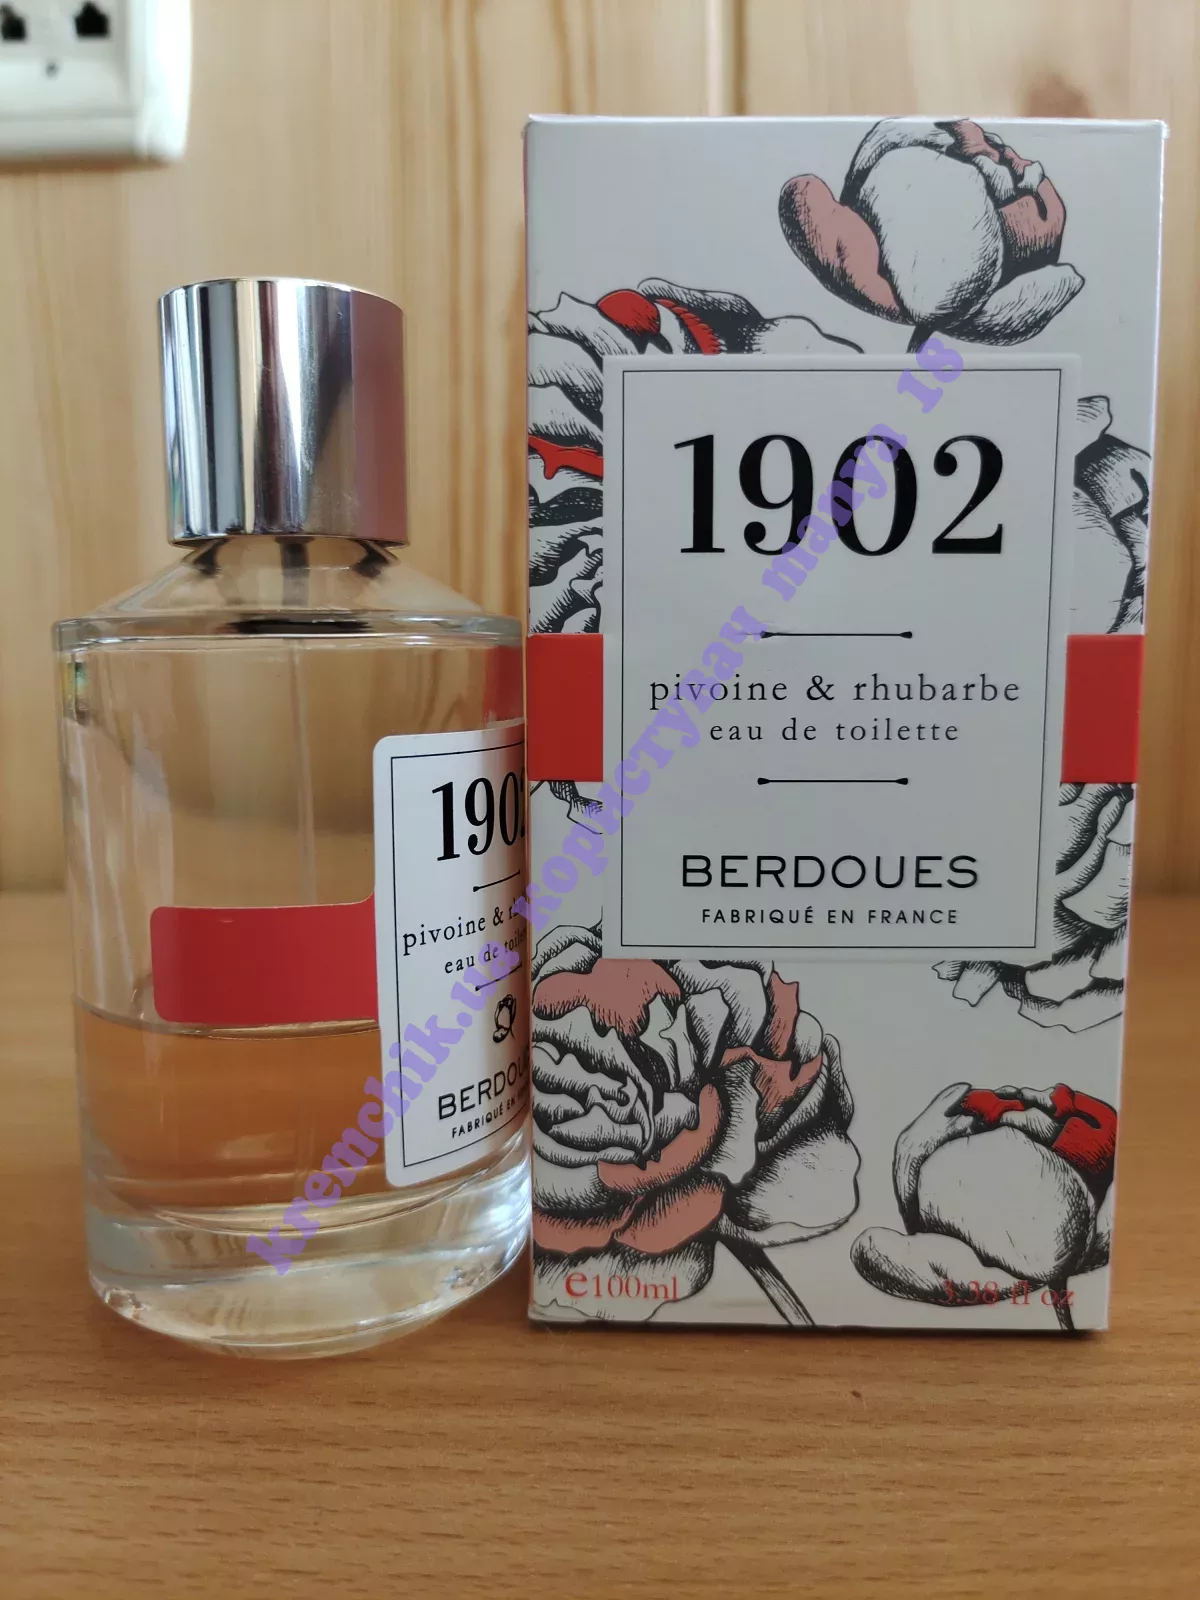 1902
pivoine & rhubarbe
eau de toilette
BERDOUES
FABRIQUÉ EN FRANCE
e100ml
3.38 fl oz
190
pivoine &
eau de
BERDOU
FABRIQUÉ EN
kremchik.ua користувач manya 18